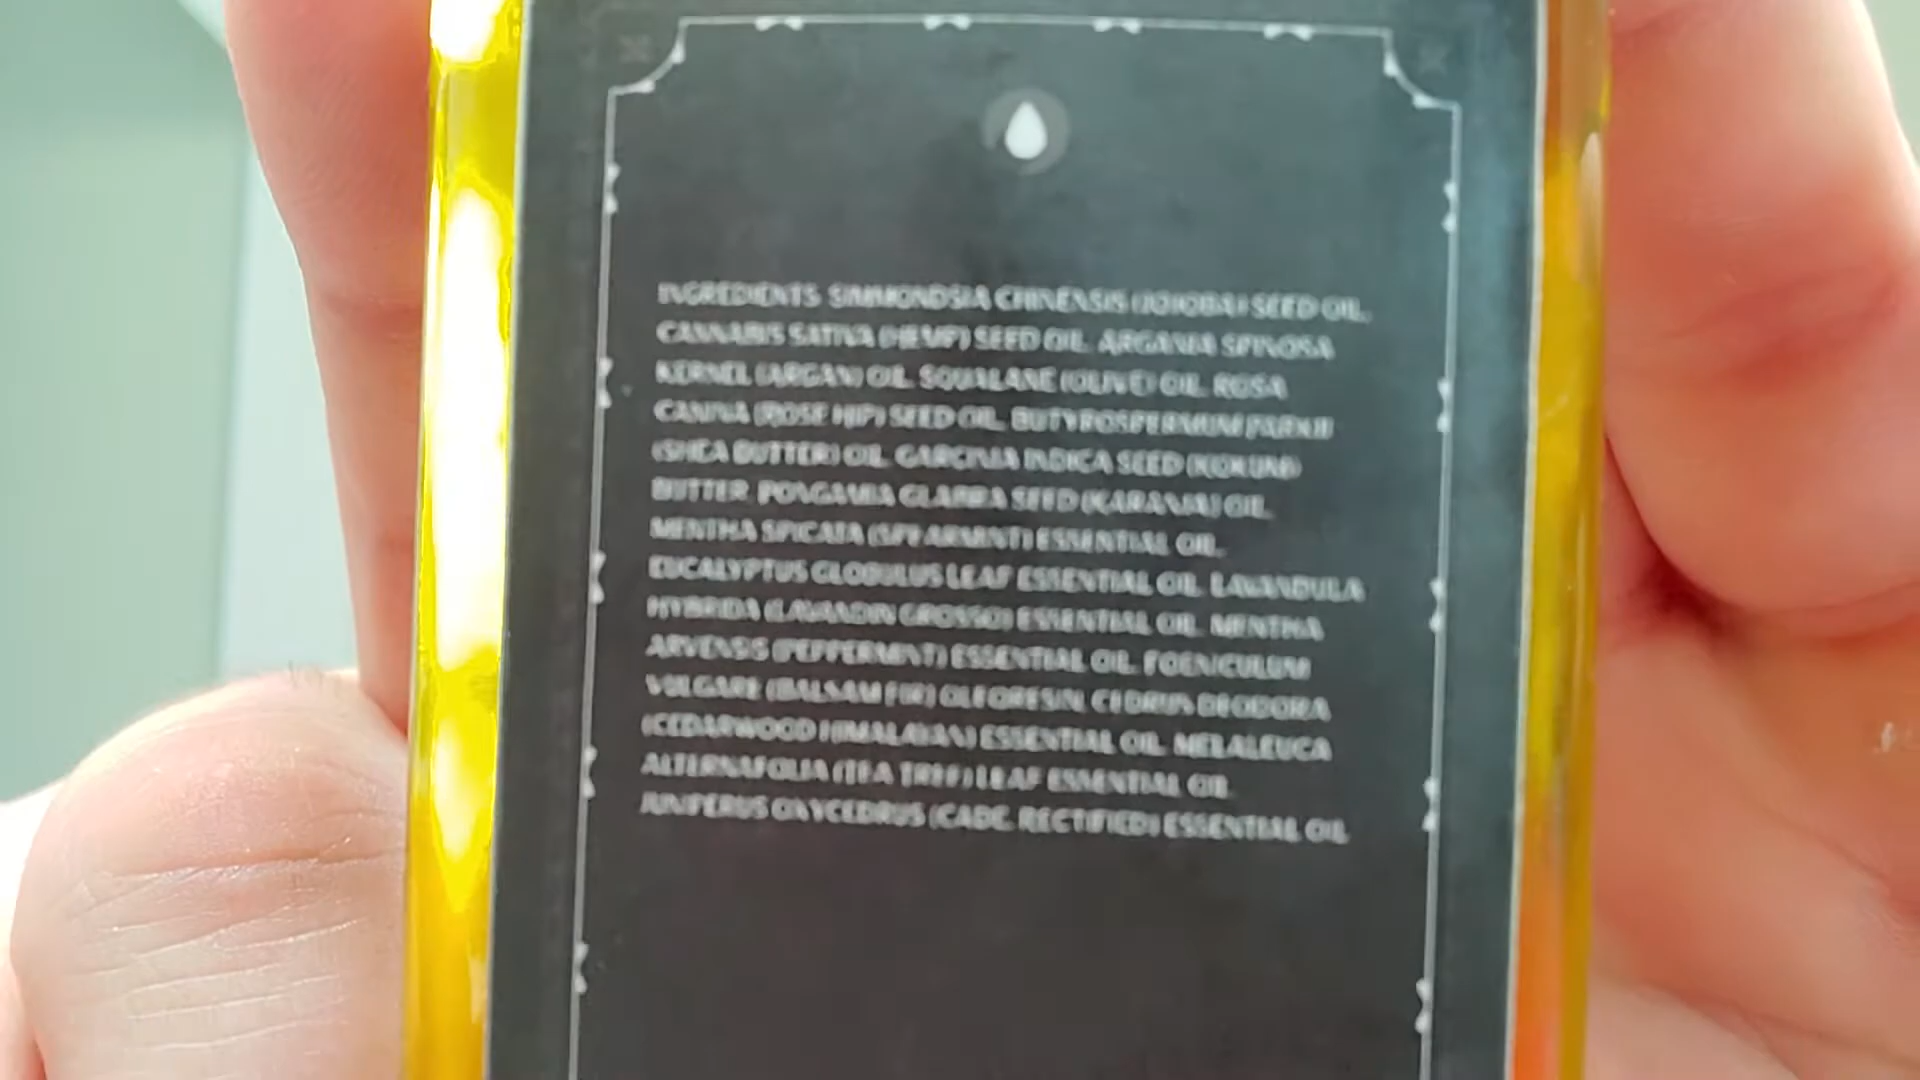 INGREDIENTS: SIMMONDSIA CHINENSIS (JOJOBA) SEED OIL,
CANNABIS SATIVA (HEMP) SEED OIL, ARGANIA SPINOSA
KERNEL (ARGAN) OIL, SQUALANE (OLIVE) OIL, ROSA
CANINA (ROSE HIP) SEED OIL, BUTYROSPERMUM PARKII
(SHEA BUTTER) OIL, GARCINIA INDICA SEED (KOKUM)
BUTTER, PONGAMIA GLABRA SEED (KARANJA) OIL,
MENTHA SPICATA (SPEARMINT) ESSENTIAL OIL,
EUCALYPTUS GLOBULUS LEAF ESSENTIAL OIL, LAVANDULA
HYBRIDA (LAVANDIN GROSSO) ESSENTIAL OIL, MENTHA
ARVENSIS (PEPPERMINT) ESSENTIAL OIL, FOENICULUM
VULGARE (BALSAM FIR) OLEORESIN, CEDRUS DEODORA
(CEDARWOOD HIMALAYAN) ESSENTIAL OIL, MELALEUCA
ALTERNAFOLIA (TEA TREE) LEAF ESSENTIAL OIL,
JUNIPERUS OXYCEDRUS (CADE, RECTIFIED) ESSENTIAL OIL